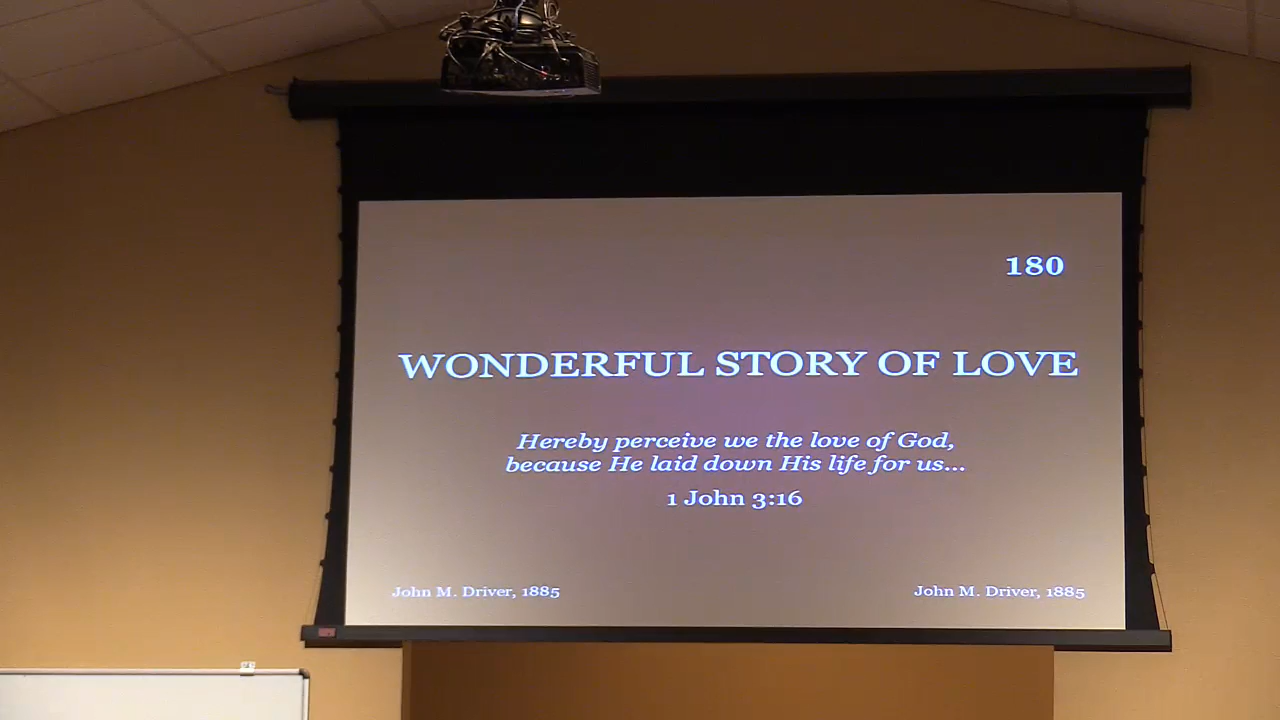 180
WONDERFUL STORY OF LOVE
Hereby perceive we the love of God,
because He laid down His life for us...
1 John 3:16
John M. Driver, 1885
John M. Driver, 1885